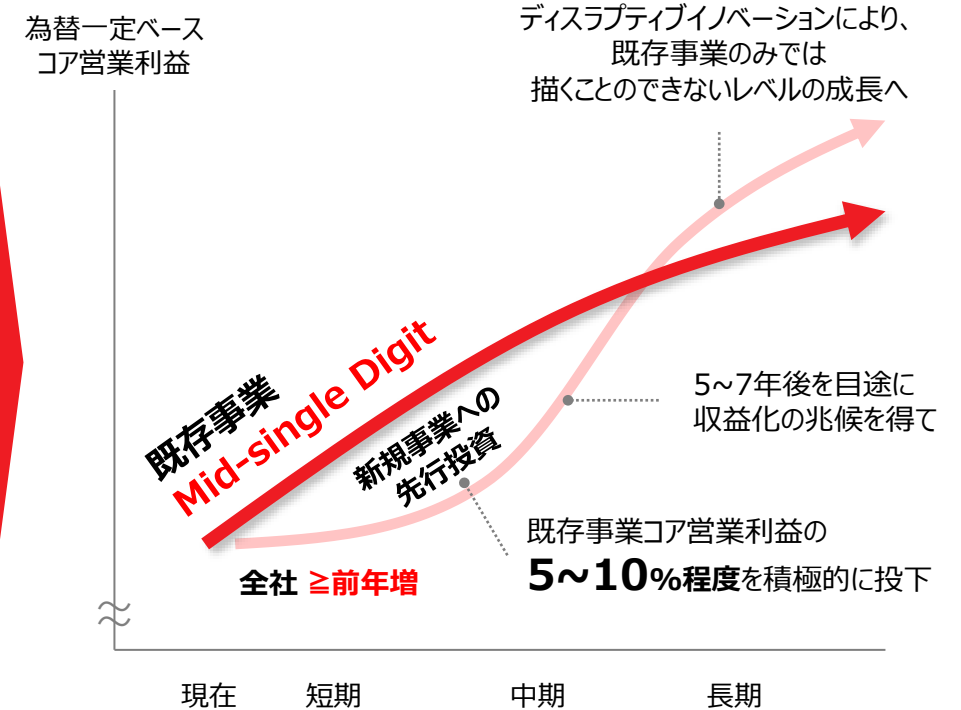 為替一定ベース
コア営業利益
ディスラプティブイノベーションにより、
既存事業のみでは
描くことのできないレベルの成長へ
既存事業
Mid-single Digit
新規事業への
先行投資
5~7年後を目途に
収益化の兆候を得て
既存事業コア営業利益の
5~10%程度を積極的に投下
全社 ≧前年増
現在 短期 中期 長期